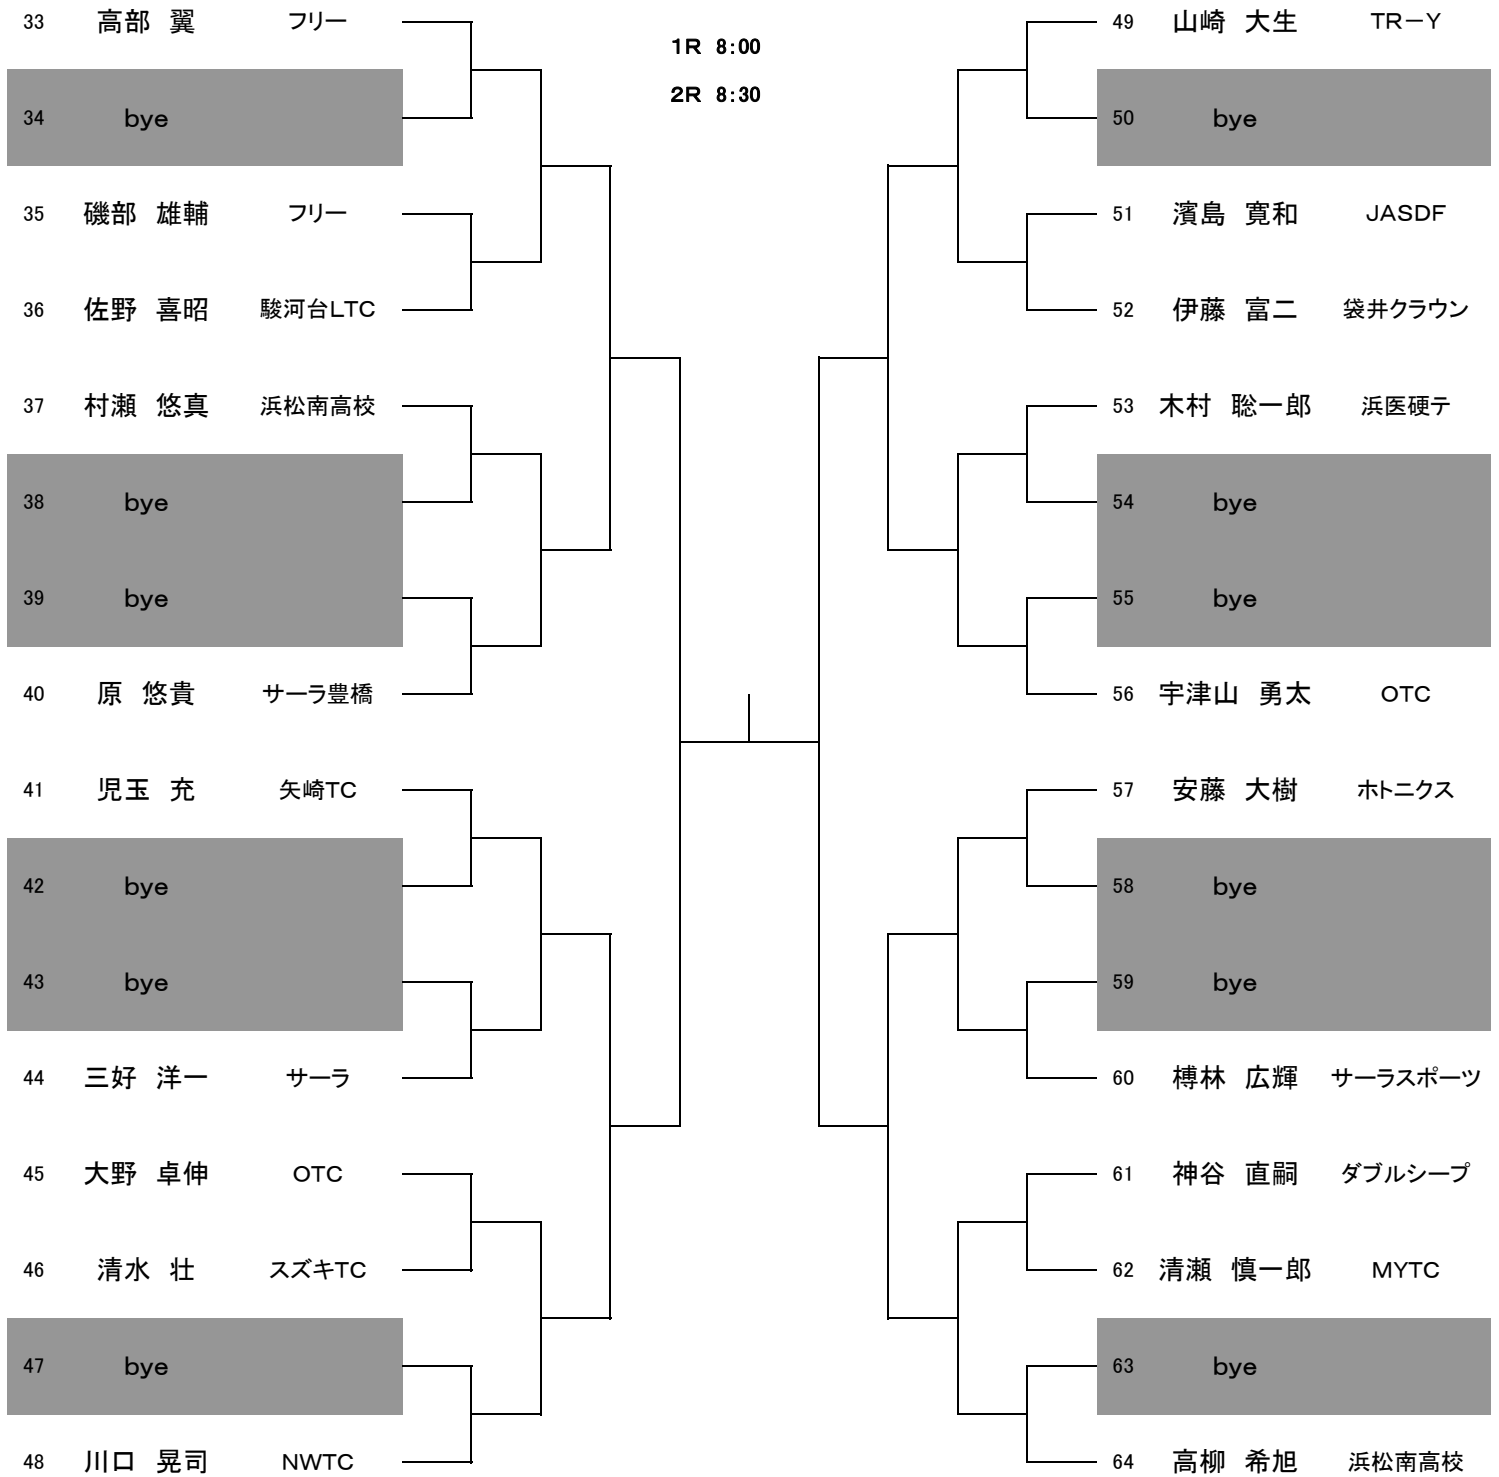 33 高部 翼 フリー
34 bye
35 磯部 雄輔 フリー
36 佐野 喜昭 駿河台LTC
37 村瀬 悠真 浜松南高校
38 bye
39 bye
40 原 悠貴 サーラ豊橋
41 児玉 充 矢崎TC
42 bye
43 bye
44 三好 洋一 サーラ
45 大野 卓伸 OTC
46 清水 壮 スズキTC
47 bye
48 川口 晃司 NWTC
1R 8:00
2R 8:30
49 山崎 大生 TR－Y
50 bye
51 濱島 寛和 JASDF
52 伊藤 富二 袋井クラウン
53 木村 聡一郎 浜医硬テ
54 bye
55 bye
56 宇津山 勇太 OTC
57 安藤 大樹 ホトニクス
58 bye
59 bye
60 榑林 広輝 サーラスポーツ
61 神谷 直嗣 ダブルシープ
62 清瀬 慎一郎 MYTC
63 bye
64 高柳 希旭 浜松南高校